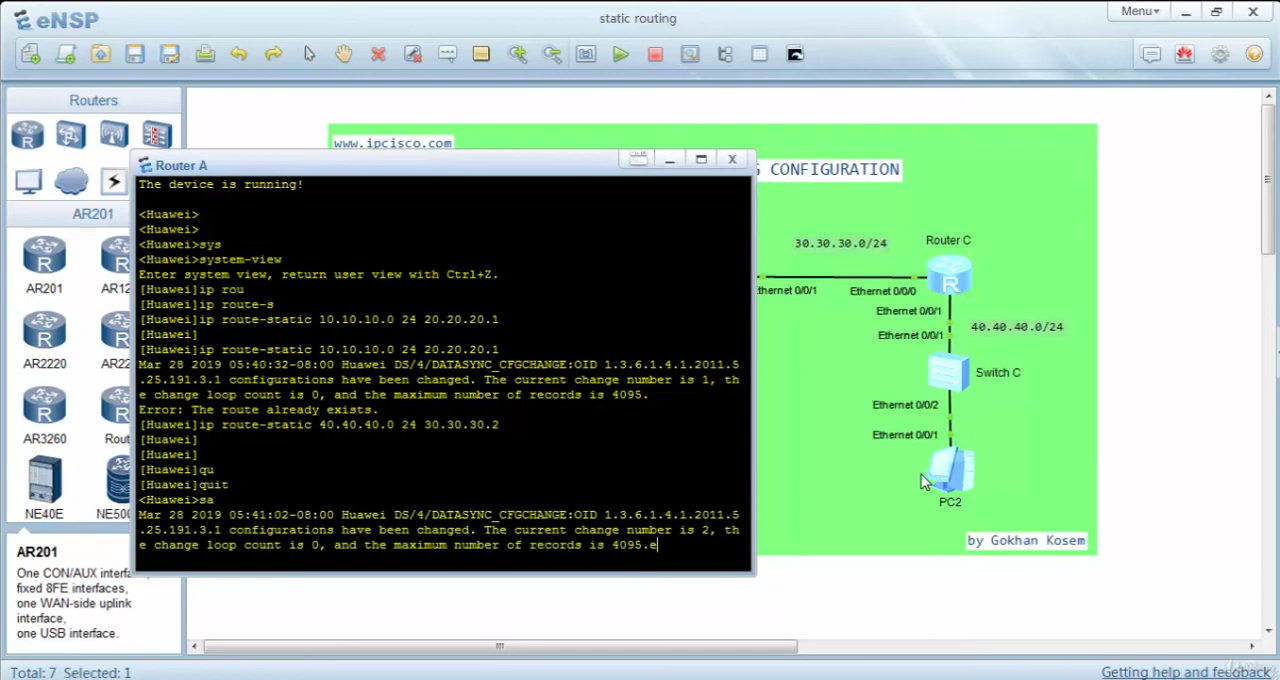 eNSP
static routing
Menu
Routers
AR201
AR201
AR12
AR2220
AR22
AR3260
Rout
NE40E
NE500
AR201
One CON/AUX interfa
fixed 8FE interfaces,
one WAN-side uplink
interface,
one USB interface.
www.ipcisco.com
G CONFIGURATION
Router A
The device is running!
<Huawei>
<Huawei>
<Huawei>sys
<Huawei>system-view
Enter system view, return user view with Ctrl+Z.
[Huawei]ip rou
[Huawei]ip route-s
[Huawei]ip route-static 10.10.10.0 24 20.20.20.1
[Huawei]
[Huawei]ip route-static 10.10.10.0 24 20.20.20.1
Mar 28 2019 05:40:32-08:00 Huawei DS/4/DATASYNC_CFGCHANGE:OID 1.3.6.1.4.1.2011.5
.25.191.3.1 configurations have been changed. The current change number is 1, th
e change loop count is 0, and the maximum number of records is 4095.
Error: The route already exists.
[Huawei]ip route-static 40.40.40.0 24 30.30.30.2
[Huawei]
[Huawei]
[Huawei]qu
[Huawei]quit
<Huawei>sa
Mar 28 2019 05:41:02-08:00 Huawei DS/4/DATASYNC_CFGCHANGE:OID 1.3.6.1.4.1.2011.5
.25.191.3.1 configurations have been changed. The current change number is 2, th
e change loop count is 0, and the maximum number of records is 4095.e
30.30.30.0/24
Router C
thernet 0/0/1
Ethernet 0/0/0
Ethernet 0/0/1
40.40.40.0/24
Ethernet 0/0/1
Switch C
Ethernet 0/0/2
Ethernet 0/0/1
PC2
by Gokhan Kosem
Total: 7 Selected: 1
Getting help and feedback